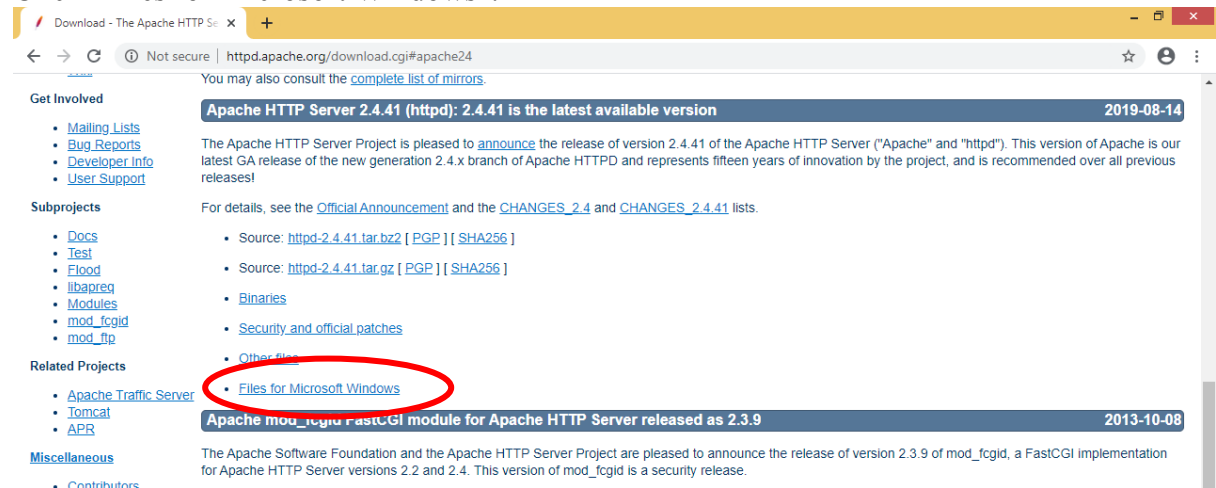 Download - The Apache HTTP Se
Not secure | httpd.apache.org/download.cgi#apache24
You may also consult the complete list of mirrors.
Get Involved
• Mailing Lists
• Bug Reports
• Developer Info
• User Support
Subprojects
• Docs
• Test
• Flood
• libapreq
• Modules
• mod_fcgid
• mod_ftp
Related Projects
• Apache Traffic Server
• Tomcat
• APR
Miscellaneous
• Contributors
Apache HTTP Server 2.4.41 (httpd): 2.4.41 is the latest available version 2019-08-14
The Apache HTTP Server Project is pleased to announce the release of version 2.4.41 of the Apache HTTP Server ("Apache" and "httpd"). This version of Apache is our
latest GA release of the new generation 2.4.x branch of Apache HTTPD and represents fifteen years of innovation by the project, and is recommended over all previous
releases!
For details, see the Official Announcement and the CHANGES_2.4 and CHANGES_2.4.41 lists.
• Source: httpd-2.4.41.tar.bz2 [ PGP ] [ SHA256 ]
• Source: httpd-2.4.41.tar.gz [ PGP ] [ SHA256 ]
• Binaries
• Security and official patches
• Other files
• Files for Microsoft Windows
Apache mod_fcgid FastCGI module for Apache HTTP Server released as 2.3.9 2013-10-08
The Apache Software Foundation and the Apache HTTP Server Project are pleased to announce the release of version 2.3.9 of mod_fcgid, a FastCGI implementation
for Apache HTTP Server versions 2.2 and 2.4. This version of mod_fcgid is a security release.